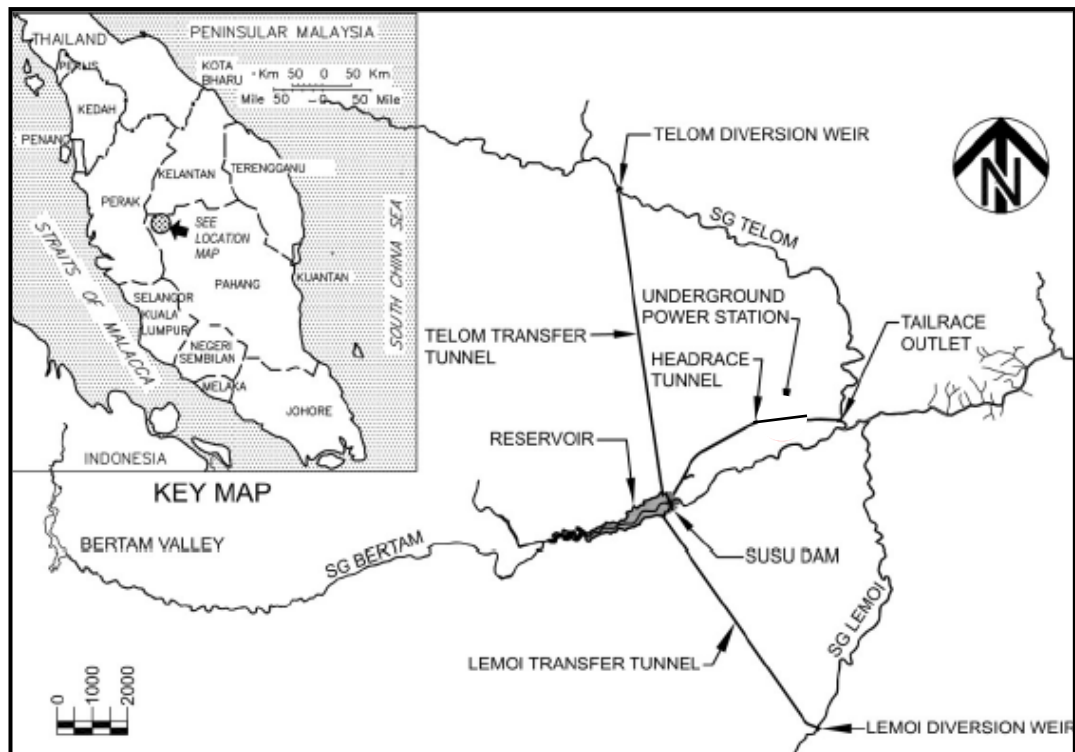 THAILAND
PENINSULAR MALAYSIA
PERLIS
KOTA
BHARU
Km 50 0 50 Km.
Mile 50 0 50 Mile
KEDAH
PENANG
KELANTAN
TERENGGANU
PERAK
SEE
LOCATION
MAP
STRAITS OF MALACCA
SOUTH CHINA SEA
PAHANG
KUANTAN
SELANGOR
KUALA
LUMPUR
NEGERI
SEMBILAN
MELAKA
JOHORE
INDONESIA
KEY MAP
TELOM DIVERSION WEIR
N
SG TELOM
UNDERGROUND
POWER STATION
TELOM TRANSFER
TUNNEL
TAILRACE
OUTLET
HEADRACE
TUNNEL
RESERVOIR
BERTAM VALLEY
SG BERTAM
SUSU DAM
SG LEMOI
LEMOI TRANSFER TUNNEL
LEMOI DIVERSION WEIR
0
1000
2000